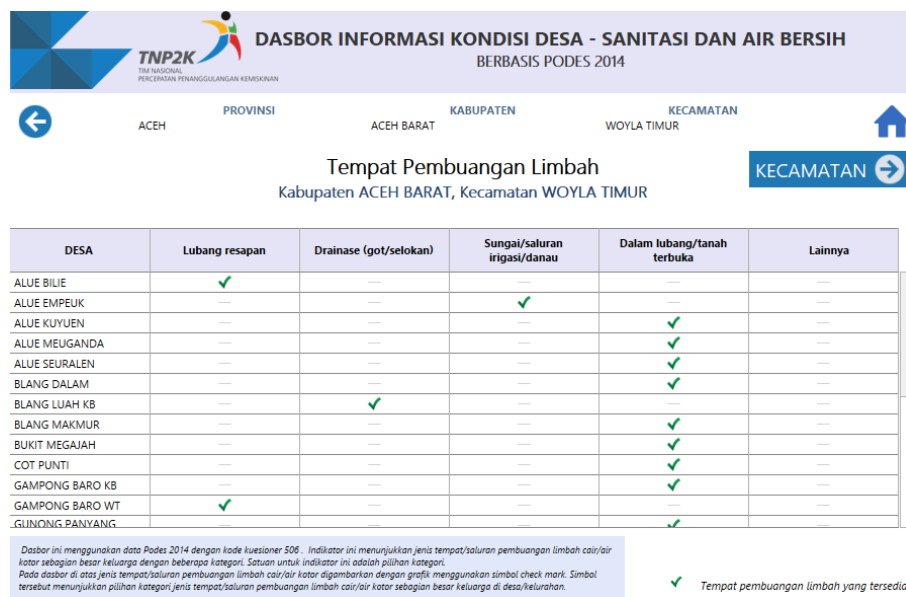 DASBOR INFORMASI KONDISI DESA - SANITASI DAN AIR BERSIH
BERBASIS PODES 2014
TNP2K
TIM NASIONAL
PERCEPATAN PENANGGULANGAN KEMISKINAN
PROVINSI KABUPATEN KECAMATAN
ACEH ACEH BARAT WOYLA TIMUR
Tempat Pembuangan Limbah
KECAMATAN
Kabupaten ACEH BARAT, Kecamatan WOYLA TIMUR
DESA Lubang resapan Drainase (got/selokan) Sungai/saluran irigasi/danau Dalam lubang/tanah terbuka Lainnya
ALUE BILIE
ALUE EMPEUK
ALUE KUYUEN
ALUE MEUGANDA
ALUE SEURALEN
BLANG DALAM
BLANG LUAH KB
BLANG MAKMUR
BUKIT MEGAJAH
COT PUNTI
GAMPONG BARO KB
GAMPONG BARO WT
GUNONG PANYANG
Dasbor ini menggunakan data Podes 2014 dengan kode kuesioner 506 . Indikator ini menunjukkan jenis tempat/saluran pembuangan limbah cair/air
kotor sebagian besar keluarga dengan beberapa kategori. Satuan untuk indikator ini adalah pilihan kategori.
Pada dasbor di atas jenis tempat/saluran pembuangan limbah cair/air kotor digambarkan dengan grafik menggunakan simbol check mark. Simbol
tersebut menunjukkan pilihan kategori jenis tempat/saluran pembuangan limbah cair/air kotor sebagian besar keluarga di desa/kelurahan.
Tempat pembuangan limbah yang tersedia